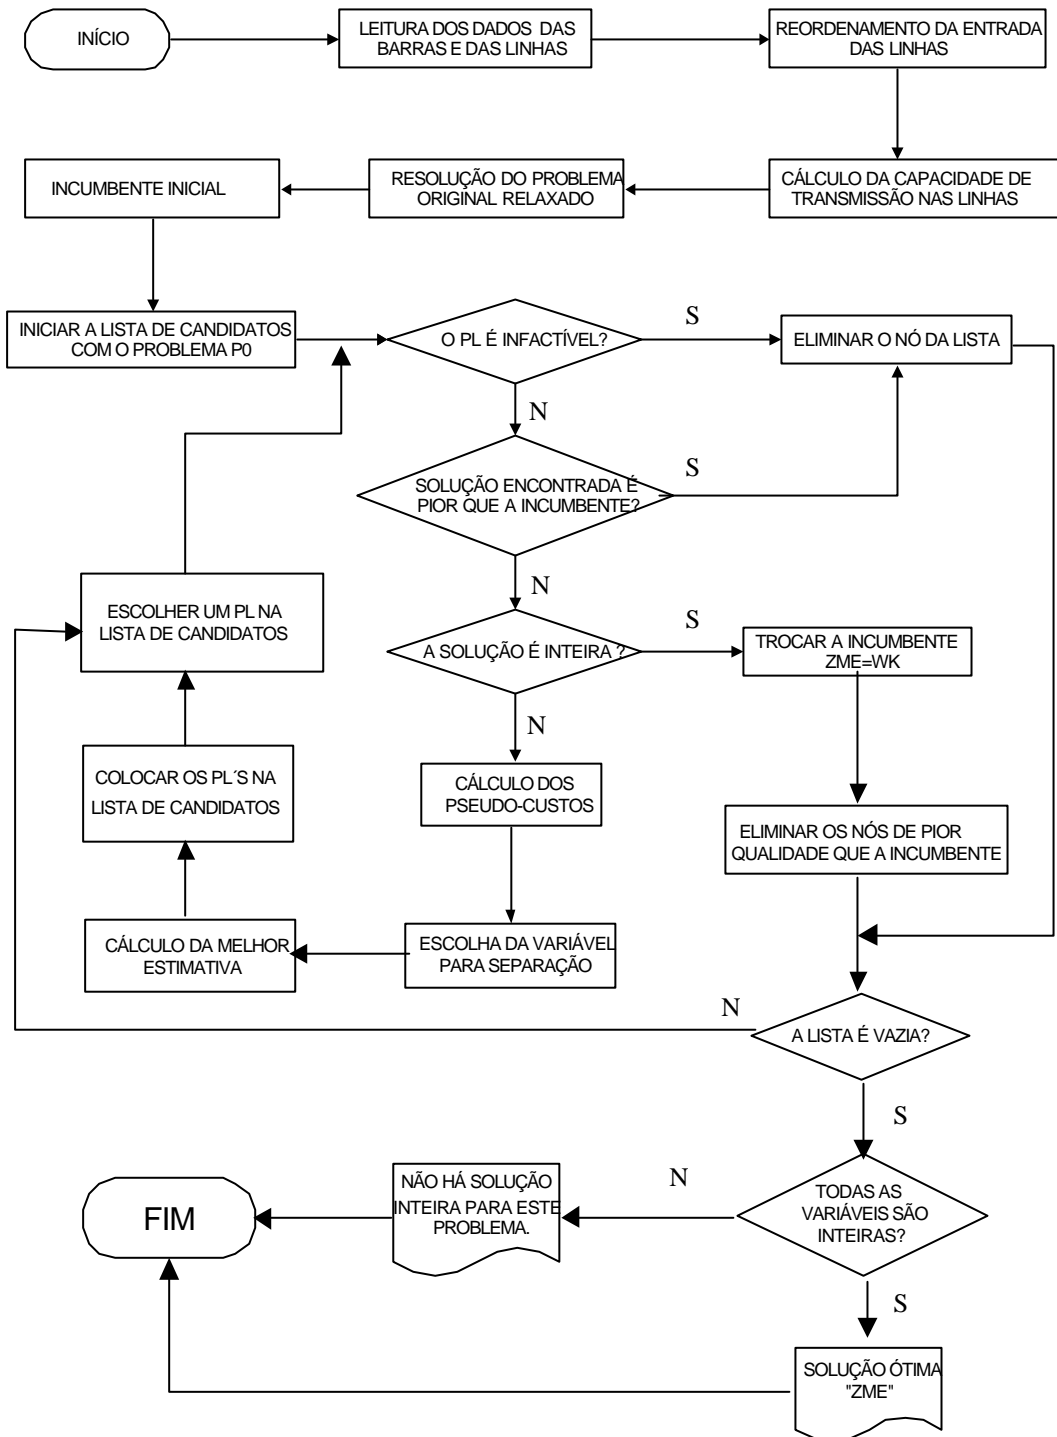 INÍCIO
LEITURA DOS DADOS DAS
BARRAS E DAS LINHAS
REORDENAMENTO DA ENTRADA
DAS LINHAS
INCUMBENTE INICIAL
RESOLUÇÃO DO PROBLEMA
ORIGINAL RELAXADO
CÁLCULO DA CAPACIDADE DE
TRANSMISSÃO NAS LINHAS
INICIAR A LISTA DE CANDIDATOS
COM O PROBLEMA P0
O PL É INFACTÍVEL?
S
ELIMINAR O NÓ DA LISTA
N
SOLUÇÃO ENCONTRADA É
PIOR QUE A INCUMBENTE?
S
N
ESCOLHER UM PL NA
LISTA DE CANDIDATOS
A SOLUÇÃO É INTEIRA ?
S
TROCAR A INCUMBENTE
ZME=WK
N
COLOCAR OS PL´S NA
LISTA DE CANDIDATOS
CÁLCULO DOS
PSEUDO-CUSTOS
ELIMINAR OS NÓS DE PIOR
QUALIDADE QUE A INCUMBENTE
CÁLCULO DA MELHOR
ESTIMATIVA
ESCOLHA DA VARIÁVEL
PARA SEPARAÇÃO
N
A LISTA É VAZIA?
S
FIM
NÃO HÁ SOLUÇÃO
INTEIRA PARA ESTE
PROBLEMA.
N
TODAS AS
VARIÁVEIS SÃO
INTEIRAS?
S
SOLUÇÃO ÓTIMA
"ZME"